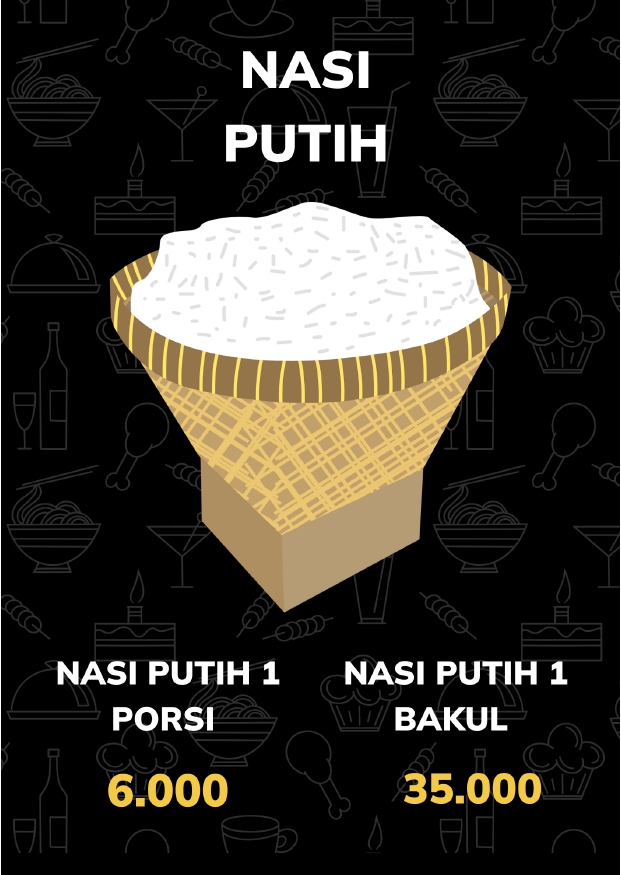 NASI
PUTIH
NASI PUTIH 1
PORSI
6.000
NASI PUTIH 1
BAKUL
35.000